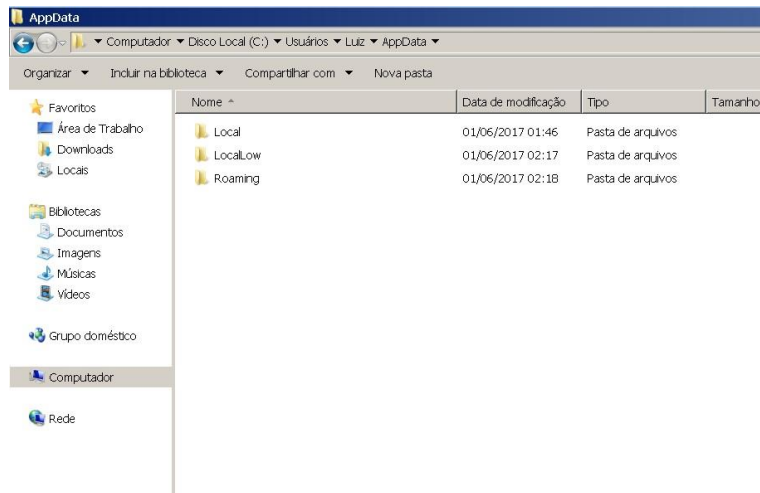 AppData
Computador Disco Local (C:) Usuários Luiz AppData
Organizar Incluir na biblioteca Compartilhar com Nova pasta
Favoritos
Área de Trabalho
Downloads
Locais
Bibliotecas
Documentos
Imagens
Músicas
Vídeos
Grupo doméstico
Computador
Rede
Nome Data de modificação Tipo Tamanho
Local 01/06/2017 01:46 Pasta de arquivos
LocalLow 01/06/2017 02:17 Pasta de arquivos
Roaming 01/06/2017 02:18 Pasta de arquivos